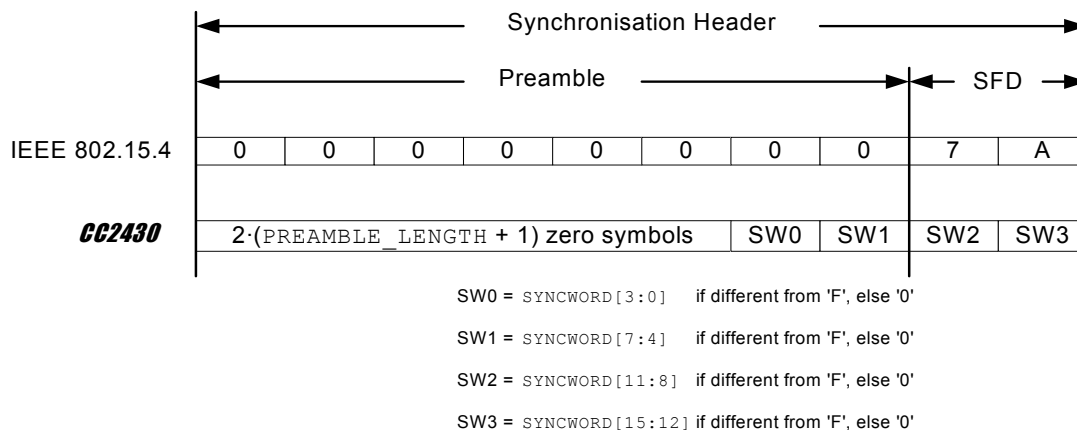 Synchronisation Header
Preamble SFD
IEEE 802.15.4 0 0 0 0 0 0 0 0 7 A
CC2430 2·(PREAMBLE_LENGTH + 1) zero symbols SW0 SW1 SW2 SW3
SW0 = SYNCWORD[3:0] if different from 'F', else '0'
SW1 = SYNCWORD[7:4] if different from 'F', else '0'
SW2 = SYNCWORD[11:8] if different from 'F', else '0'
SW3 = SYNCWORD[15:12] if different from 'F', else '0'